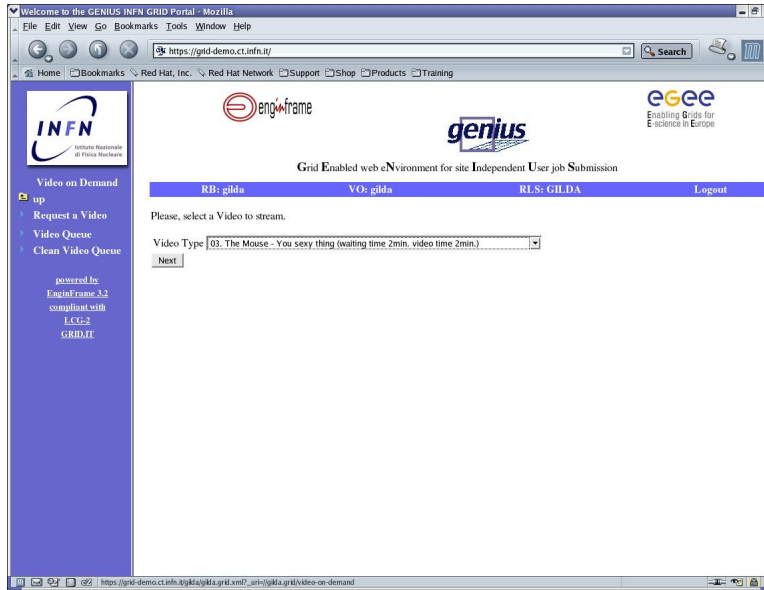 Welcome to the GENIUS INFN GRID Portal - Mozilla
File Edit View Go Bookmarks Tools Window Help
https://grid-demo.ct.infn.it/
Search
Home Bookmarks Red Hat, Inc. Red Hat Network Support Shop Products Training
INFN
Istituto Nazionale
di Fisica Nucleare
enginframe
genius
egee
Enabling Grids for
E-science in Europe
Grid Enabled web eNvironment for site Independent User job Submission
RB: gilda VO: gilda RLS: GILDA Logout
Video on Demand
up
Request a Video
Video Queue
Clean Video Queue
powered by
EnginFrame 3.2
compliant with
LCG-2
GRID.IT
Please, select a Video to stream.
Video Type 03. The Mouse - You sexy thing (waiting time 2min. video time 2min.)
Next
https://grid-demo.ct.infn.it/gilda/gilda.grid.xml?_uri=//gilda.grid/video-on-demand